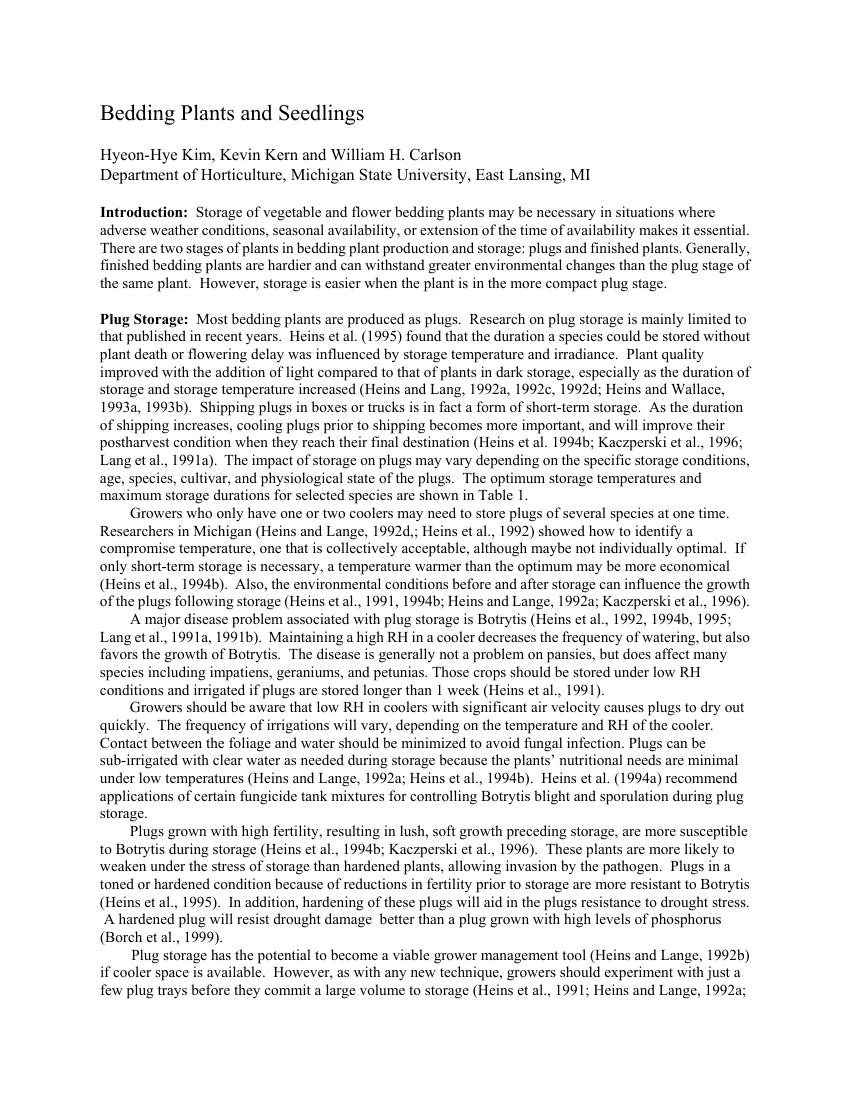 Bedding Plants and Seedlings
Hyeon-Hye Kim, Kevin Kern and William H. Carlson
Department of Horticulture, Michigan State University, East Lansing, MI
Introduction:  Storage of vegetable and flower bedding plants may be necessary in situations where
adverse weather conditions, seasonal availability, or extension of the time of availability makes it essential.
There are two stages of plants in bedding plant production and storage: plugs and finished plants. Generally,
finished bedding plants are hardier and can withstand greater environmental changes than the plug stage of
the same plant.  However, storage is easier when the plant is in the more compact plug stage.
Plug Storage:  Most bedding plants are produced as plugs.  Research on plug storage is mainly limited to
that published in recent years.  Heins et al. (1995) found that the duration a species could be stored without
plant death or flowering delay was influenced by storage temperature and irradiance.  Plant quality
improved with the addition of light compared to that of plants in dark storage, especially as the duration of
storage and storage temperature increased (Heins and Lang, 1992a, 1992c, 1992d; Heins and Wallace,
1993a, 1993b).  Shipping plugs in boxes or trucks is in fact a form of short-term storage.  As the duration
of shipping increases, cooling plugs prior to shipping becomes more important, and will improve their
postharvest condition when they reach their final destination (Heins et al. 1994b; Kaczperski et al., 1996;
Lang et al., 1991a).  The impact of storage on plugs may vary depending on the specific storage conditions,
age, species, cultivar, and physiological state of the plugs.  The optimum storage temperatures and
maximum storage durations for selected species are shown in Table 1.
Growers who only have one or two coolers may need to store plugs of several species at one time.
Researchers in Michigan (Heins and Lange, 1992d,; Heins et al., 1992) showed how to identify a
compromise temperature, one that is collectively acceptable, although maybe not individually optimal.  If
only short-term storage is necessary, a temperature warmer than the optimum may be more economical
(Heins et al., 1994b).  Also, the environmental conditions before and after storage can influence the growth
of the plugs following storage (Heins et al., 1991, 1994b; Heins and Lange, 1992a; Kaczperski et al., 1996).
A major disease problem associated with plug storage is Botrytis (Heins et al., 1992, 1994b, 1995;
Lang et al., 1991a, 1991b).  Maintaining a high RH in a cooler decreases the frequency of watering, but also
favors the growth of Botrytis.  The disease is generally not a problem on pansies, but does affect many
species including impatiens, geraniums, and petunias. Those crops should be stored under low RH
conditions and irrigated if plugs are stored longer than 1 week (Heins et al., 1991).
Growers should be aware that low RH in coolers with significant air velocity causes plugs to dry out
quickly.  The frequency of irrigations will vary, depending on the temperature and RH of the cooler.
Contact between the foliage and water should be minimized to avoid fungal infection. Plugs can be
sub-irrigated with clear water as needed during storage because the plants' nutritional needs are minimal
under low temperatures (Heins and Lange, 1992a; Heins et al., 1994b).  Heins et al. (1994a) recommend
applications of certain fungicide tank mixtures for controlling Botrytis blight and sporulation during plug
storage.
Plugs grown with high fertility, resulting in lush, soft growth preceding storage, are more susceptible
to Botrytis during storage (Heins et al., 1994b; Kaczperski et al., 1996).  These plants are more likely to
weaken under the stress of storage than hardened plants, allowing invasion by the pathogen.  Plugs in a
toned or hardened condition because of reductions in fertility prior to storage are more resistant to Botrytis
(Heins et al., 1995).  In addition, hardening of these plugs will aid in the plugs resistance to drought stress.
A hardened plug will resist drought damage  better than a plug grown with high levels of phosphorus
(Borch et al., 1999).
Plug storage has the potential to become a viable grower management tool (Heins and Lange, 1992b)
if cooler space is available.  However, as with any new technique, growers should experiment with just a
few plug trays before they commit a large volume to storage (Heins et al., 1991; Heins and Lange, 1992a;